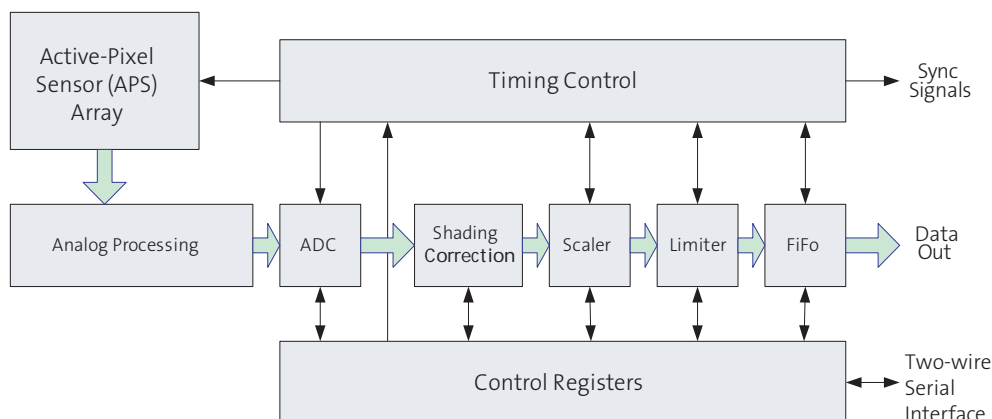 Active-Pixel
Sensor (APS)
Array
Timing Control
Sync
Signals
Analog Processing
ADC
Shading
Correction
Scaler
Limiter
FiFo
Data
Out
Control Registers
Two-wire
Serial
Interface